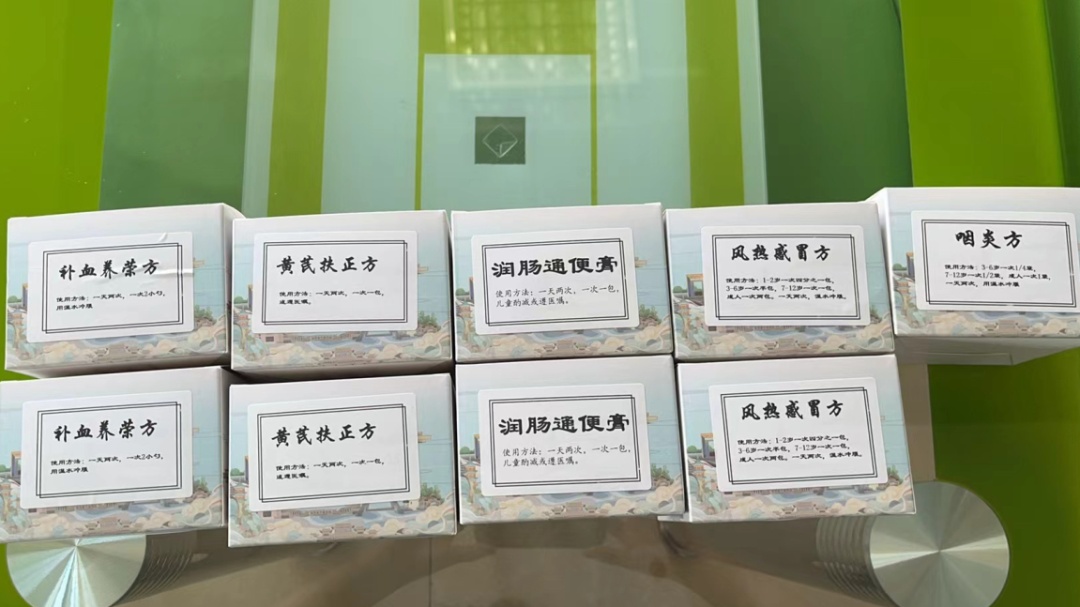 补血养荣方
使用方法：一天两次，一次2小勺，
用温水冲服
黄芪扶正方
使用方法：一天两次，一次一包，
或遵医嘱。
润肠通便膏
使用方法：一天两次，一次一包，
儿童酌减或遵医嘱。
风热感冒方
使用方法：1-2岁一次四分之一包，
3-6岁一次半包，7-12岁一次一包，
成人一次两包，一天两次，温水冲服
咽炎方
使用方法：3-6岁一次1/4章，
7-12岁一次1/2章，成人一次1章，
一天两次，用温水冲服
补血养荣方
使用方法：一天两次，一次2小勺，
用温水冲服
黄芪扶正方
使用方法：一天两次，一次一包，
或遵医嘱。
润肠通便膏
使用方法：一天两次，一次一包，
儿童酌减或遵医嘱。
风热感冒方
使用方法：1-2岁一次四分之一包，
3-6岁一次半包，7-12岁一次一包，
成人一次两包，一天两次，温水冲服